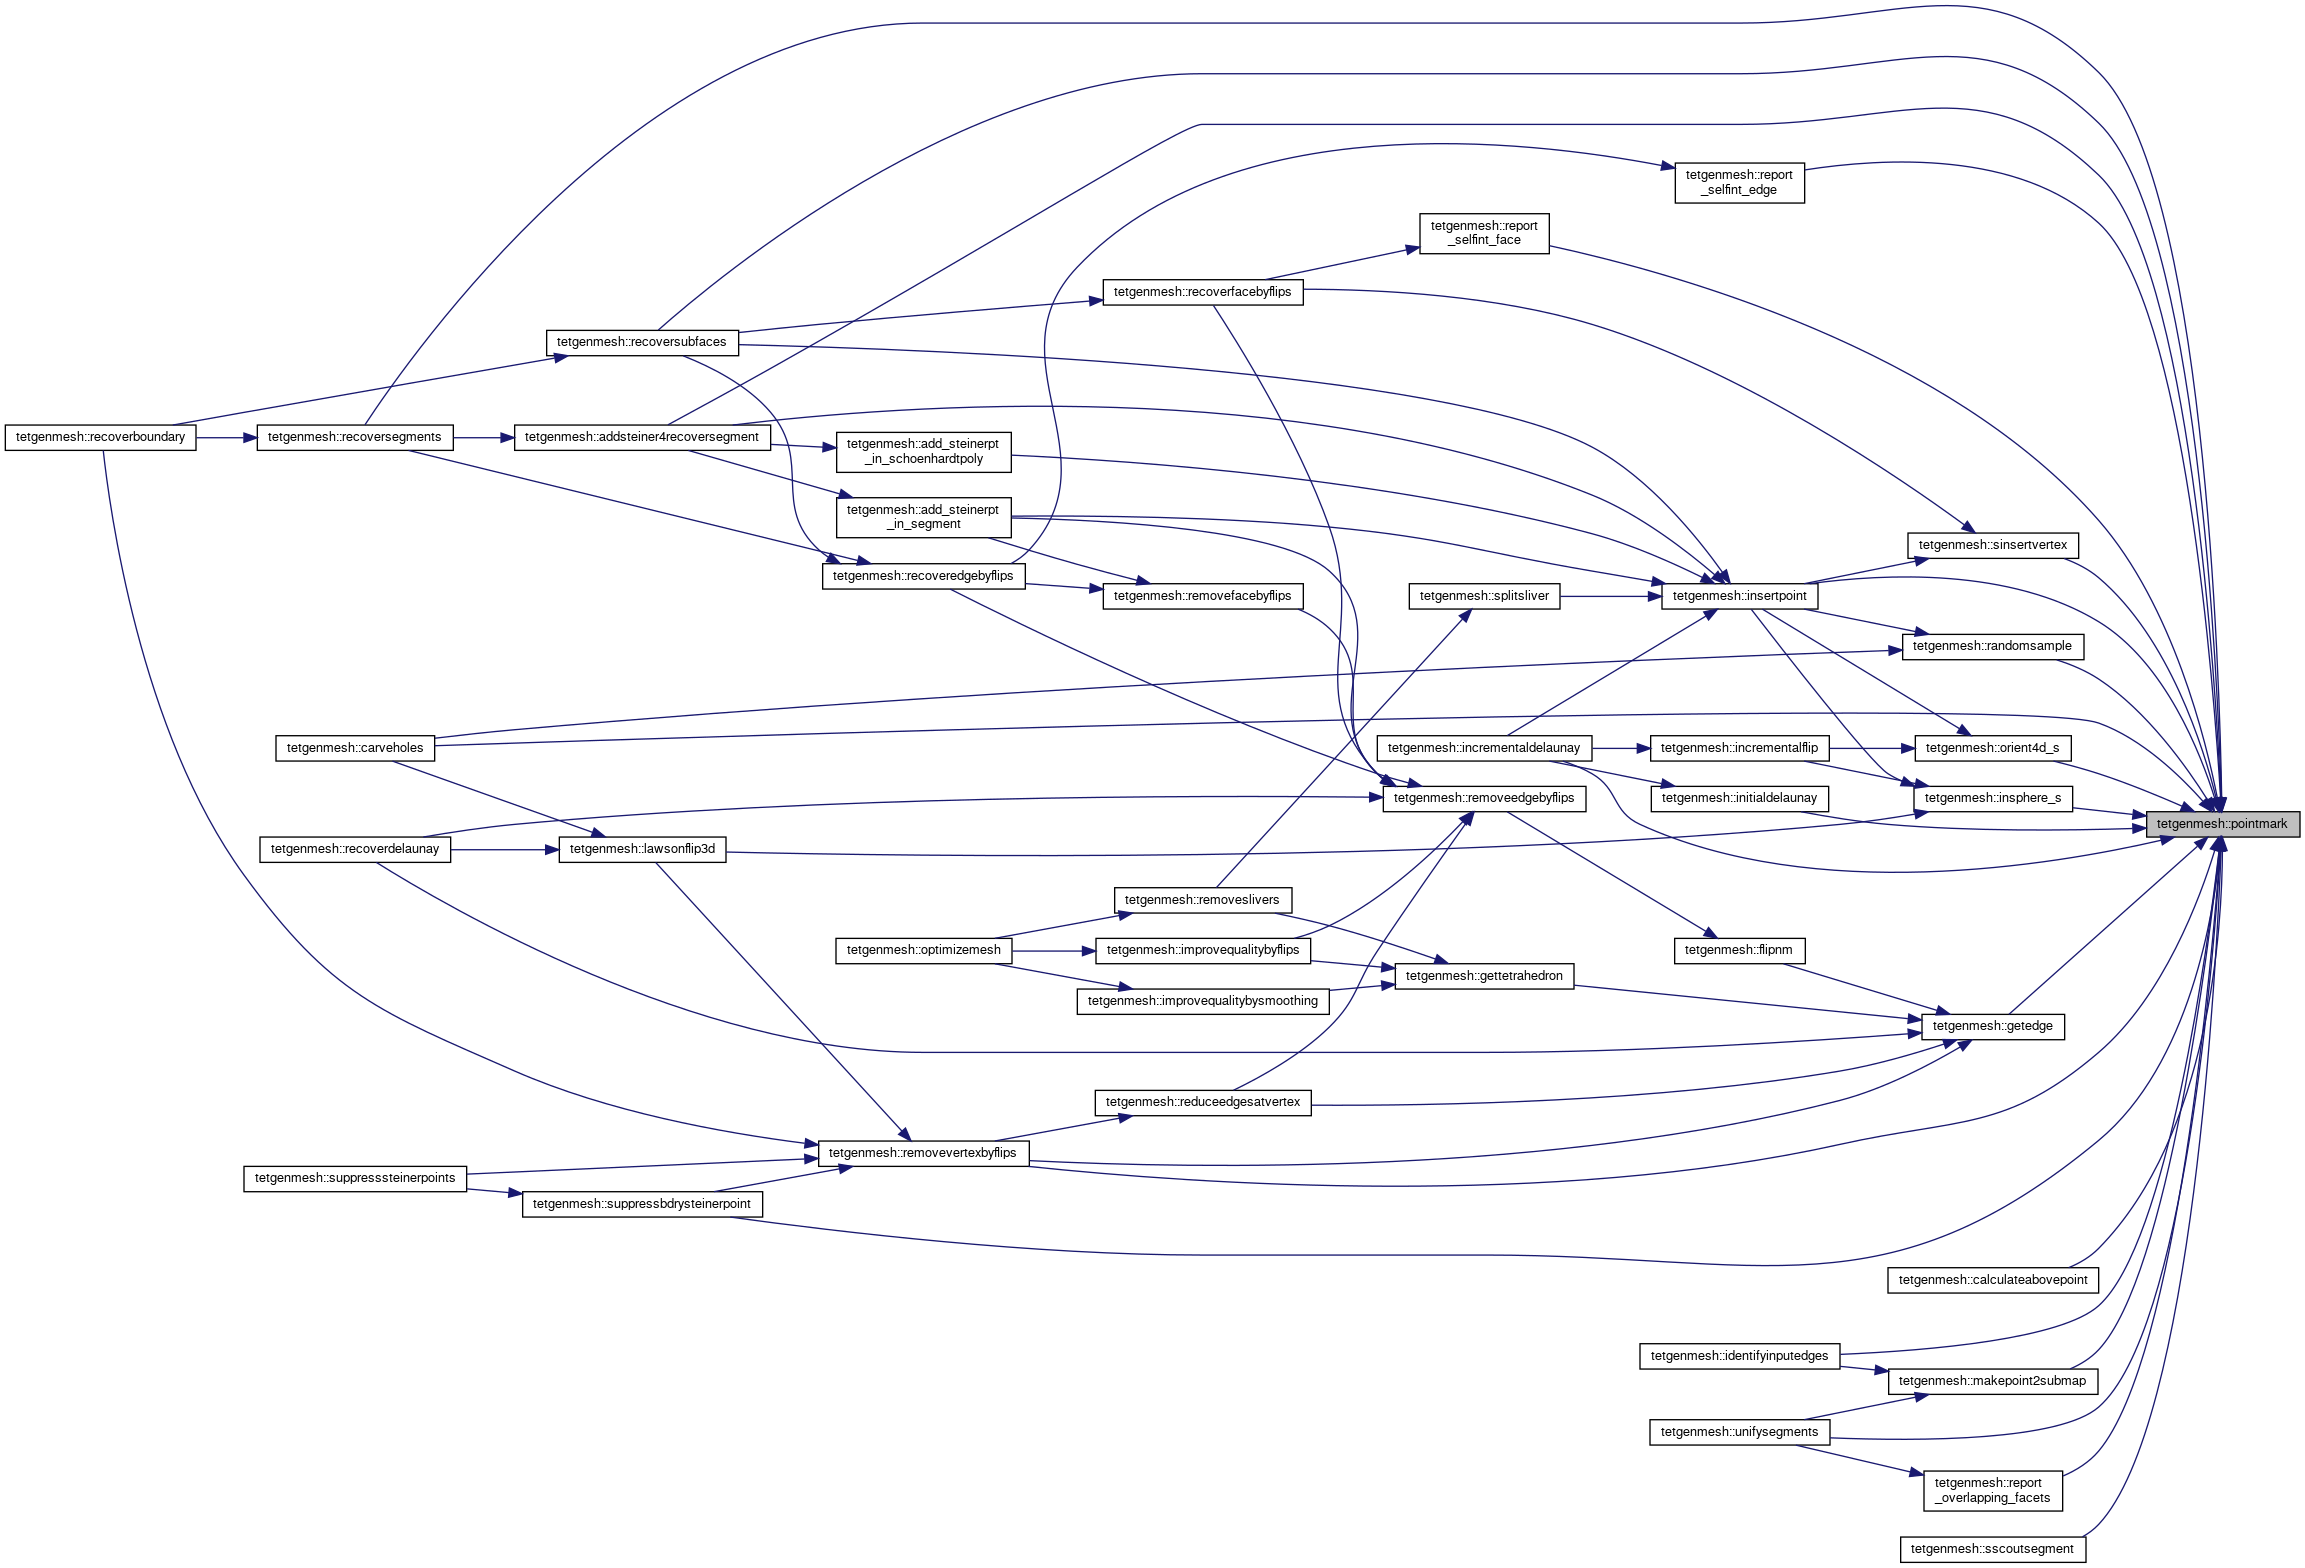 tetgenmesh::report
_selfint_edge
tetgenmesh::report
_selfint_face
tetgenmesh::recoverfacebyflips
tetgenmesh::recoversubfaces
tetgenmesh::recoverboundary
tetgenmesh::recoversegments
tetgenmesh::addsteiner4recoversegment
tetgenmesh::add_steinerpt
_in_schoenhardtpoly
tetgenmesh::add_steinerpt
_in_segment
tetgenmesh::sinsertvertex
tetgenmesh::recoveredgebyflips
tetgenmesh::removefacebyflips
tetgenmesh::splitsliver
tetgenmesh::insertpoint
tetgenmesh::randomsample
tetgenmesh::carveholes
tetgenmesh::incrementaldelaunay
tetgenmesh::incrementalflip
tetgenmesh::orient4d_s
tetgenmesh::removeedgebyflips
tetgenmesh::initialdelaunay
tetgenmesh::insphere_s
tetgenmesh::pointmark
tetgenmesh::recoverdelaunay
tetgenmesh::lawsonflip3d
tetgenmesh::removeslivers
tetgenmesh::optimizemesh
tetgenmesh::improvequalitybyflips
tetgenmesh::flipnm
tetgenmesh::gettetrahedron
tetgenmesh::improvequalitybysmoothing
tetgenmesh::getedge
tetgenmesh::reduceedgesatvertex
tetgenmesh::removevertexbyflips
tetgenmesh::suppresssteinerpoints
tetgenmesh::suppressbdrysteinerpoint
tetgenmesh::calculateabovepoint
tetgenmesh::identifyinputedges
tetgenmesh::makepoint2submap
tetgenmesh::unifysegments
tetgenmesh::report
_overlapping_facets
tetgenmesh::sscoutsegment